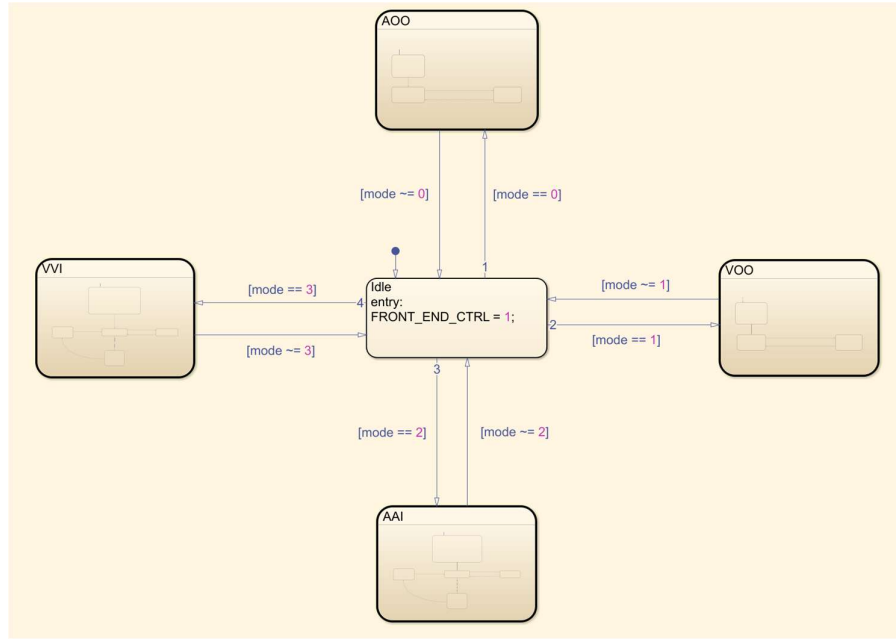 AOO
[mode ~= 0]
[mode == 0]
1
VVI
[mode == 3]
4
[mode ~= 3]
Idle
entry:
FRONT_END_CTRL = 1;
VOO
[mode ~= 1]
2
[mode == 1]
3
[mode == 2]
[mode ~= 2]
AAI